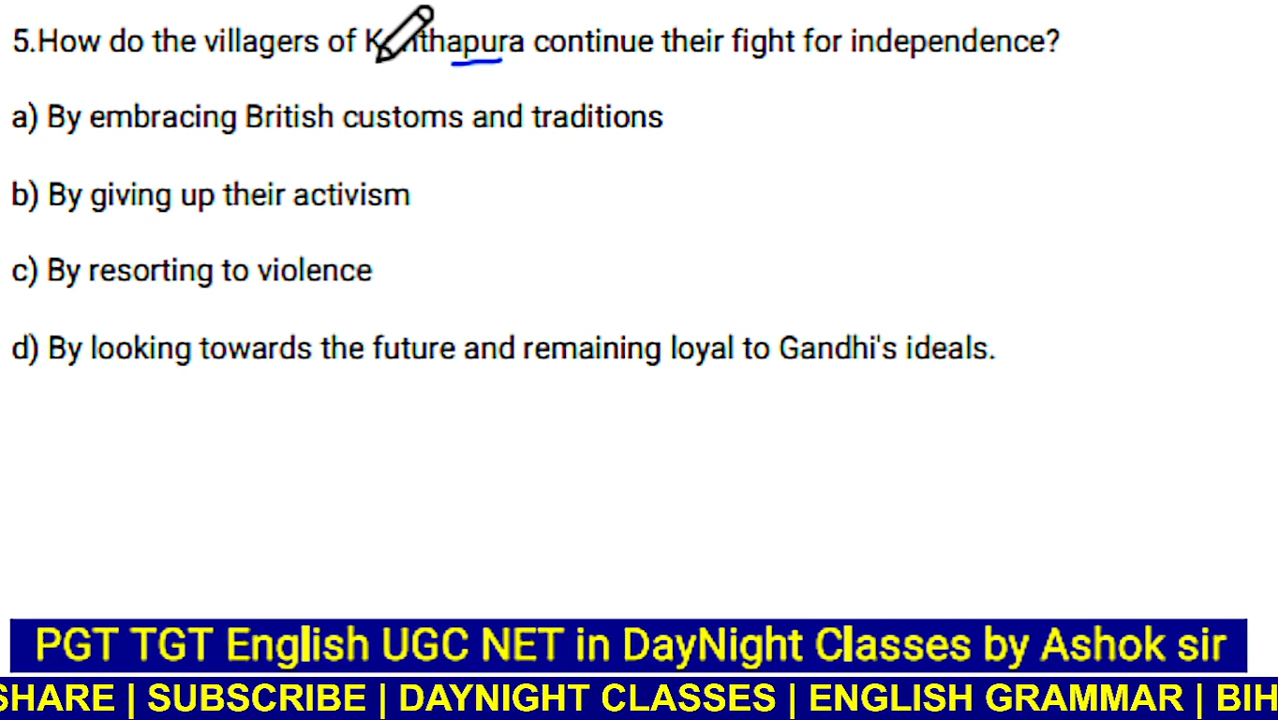 5.How do the villagers of Kanthapura continue their fight for independence?
a) By embracing British customs and traditions
b) By giving up their activism
c) By resorting to violence
d) By looking towards the future and remaining loyal to Gandhi's ideals.
PGT TGT English UGC NET in DayNight Classes by Ashok sir
SHARE | SUBSCRIBE | DAYNIGHT CLASSES | ENGLISH GRAMMAR | BIH